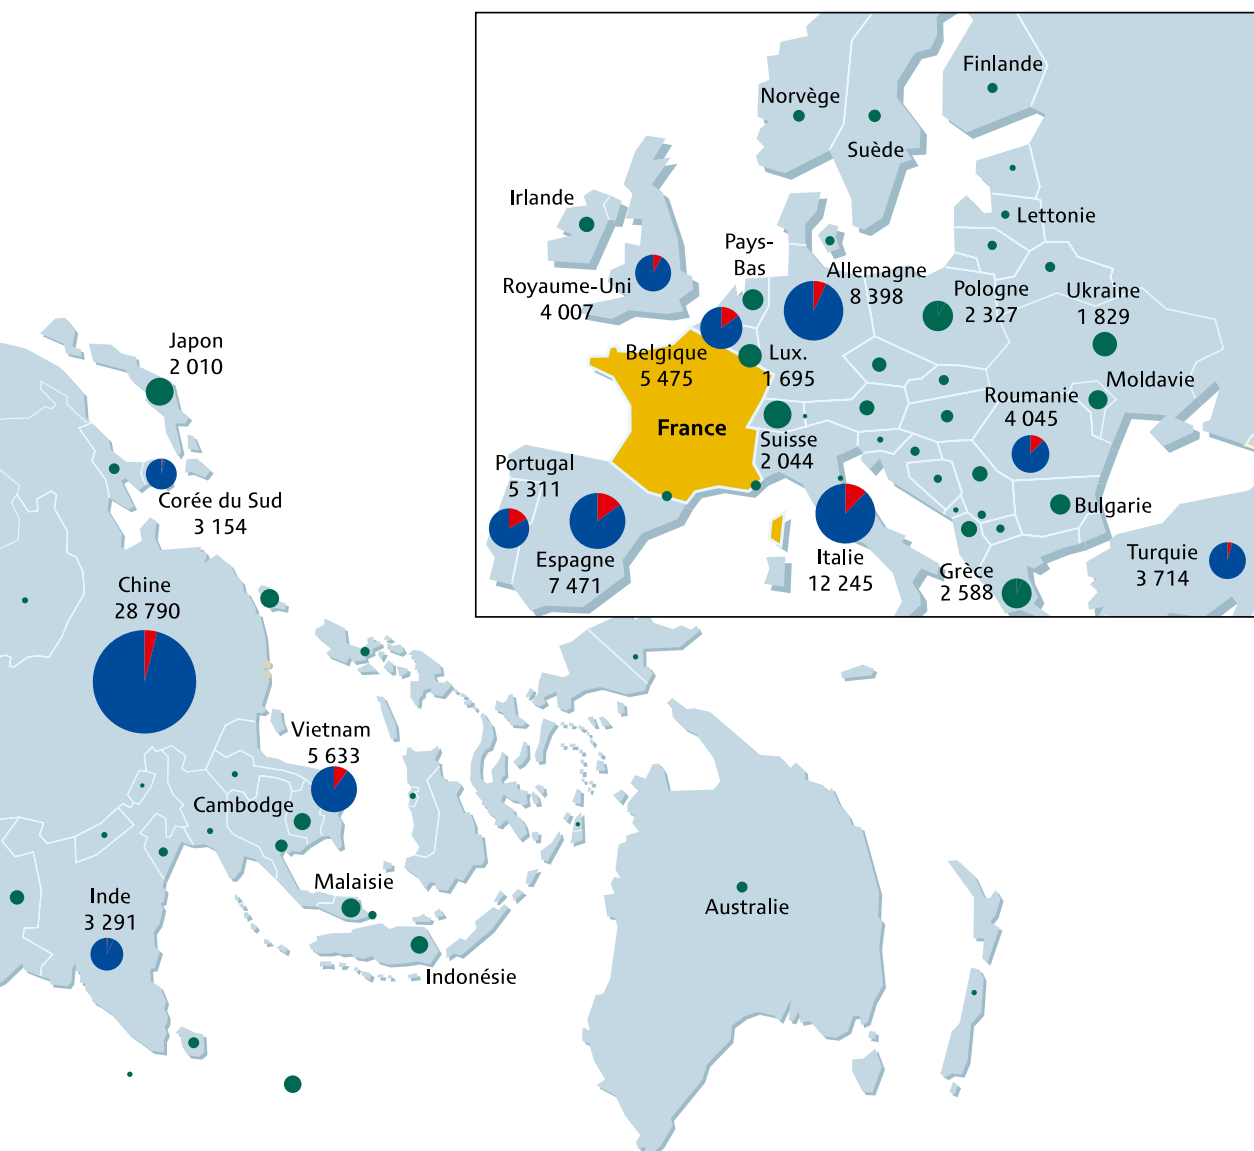 Finlande
Norvège
Suède
Irlande
Lettonie
Pays-
Bas
Royaume-Uni
4 007
Allemagne
8 398
Pologne
2 327
Ukraine
1 829
Belgique
5 475
Lux.
1 695
Moldavie
Roumanie
4 045
France
Suisse
2 044
Portugal
5 311
Bulgarie
Espagne
7 471
Italie
12 245
Grèce
2 588
Turquie
3 714
Japon
2 010
Corée du Sud
3 154
Chine
28 790
Vietnam
5 633
Cambodge
Malaisie
Inde
3 291
Indonésie
Australie